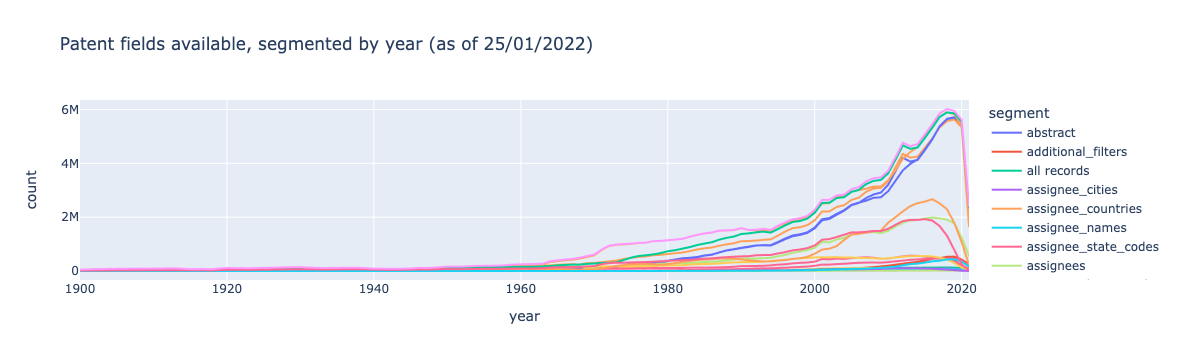 Patent fields available, segmented by year (as of 25/01/2022)
segment
abstract
additional_filters
all records
assignee_cities
assignee_countries
assignee_names
assignee_state_codes
assignees
6M
4M
2M
0
count
1900
1920
1940
1960
1980
2000
2020
year